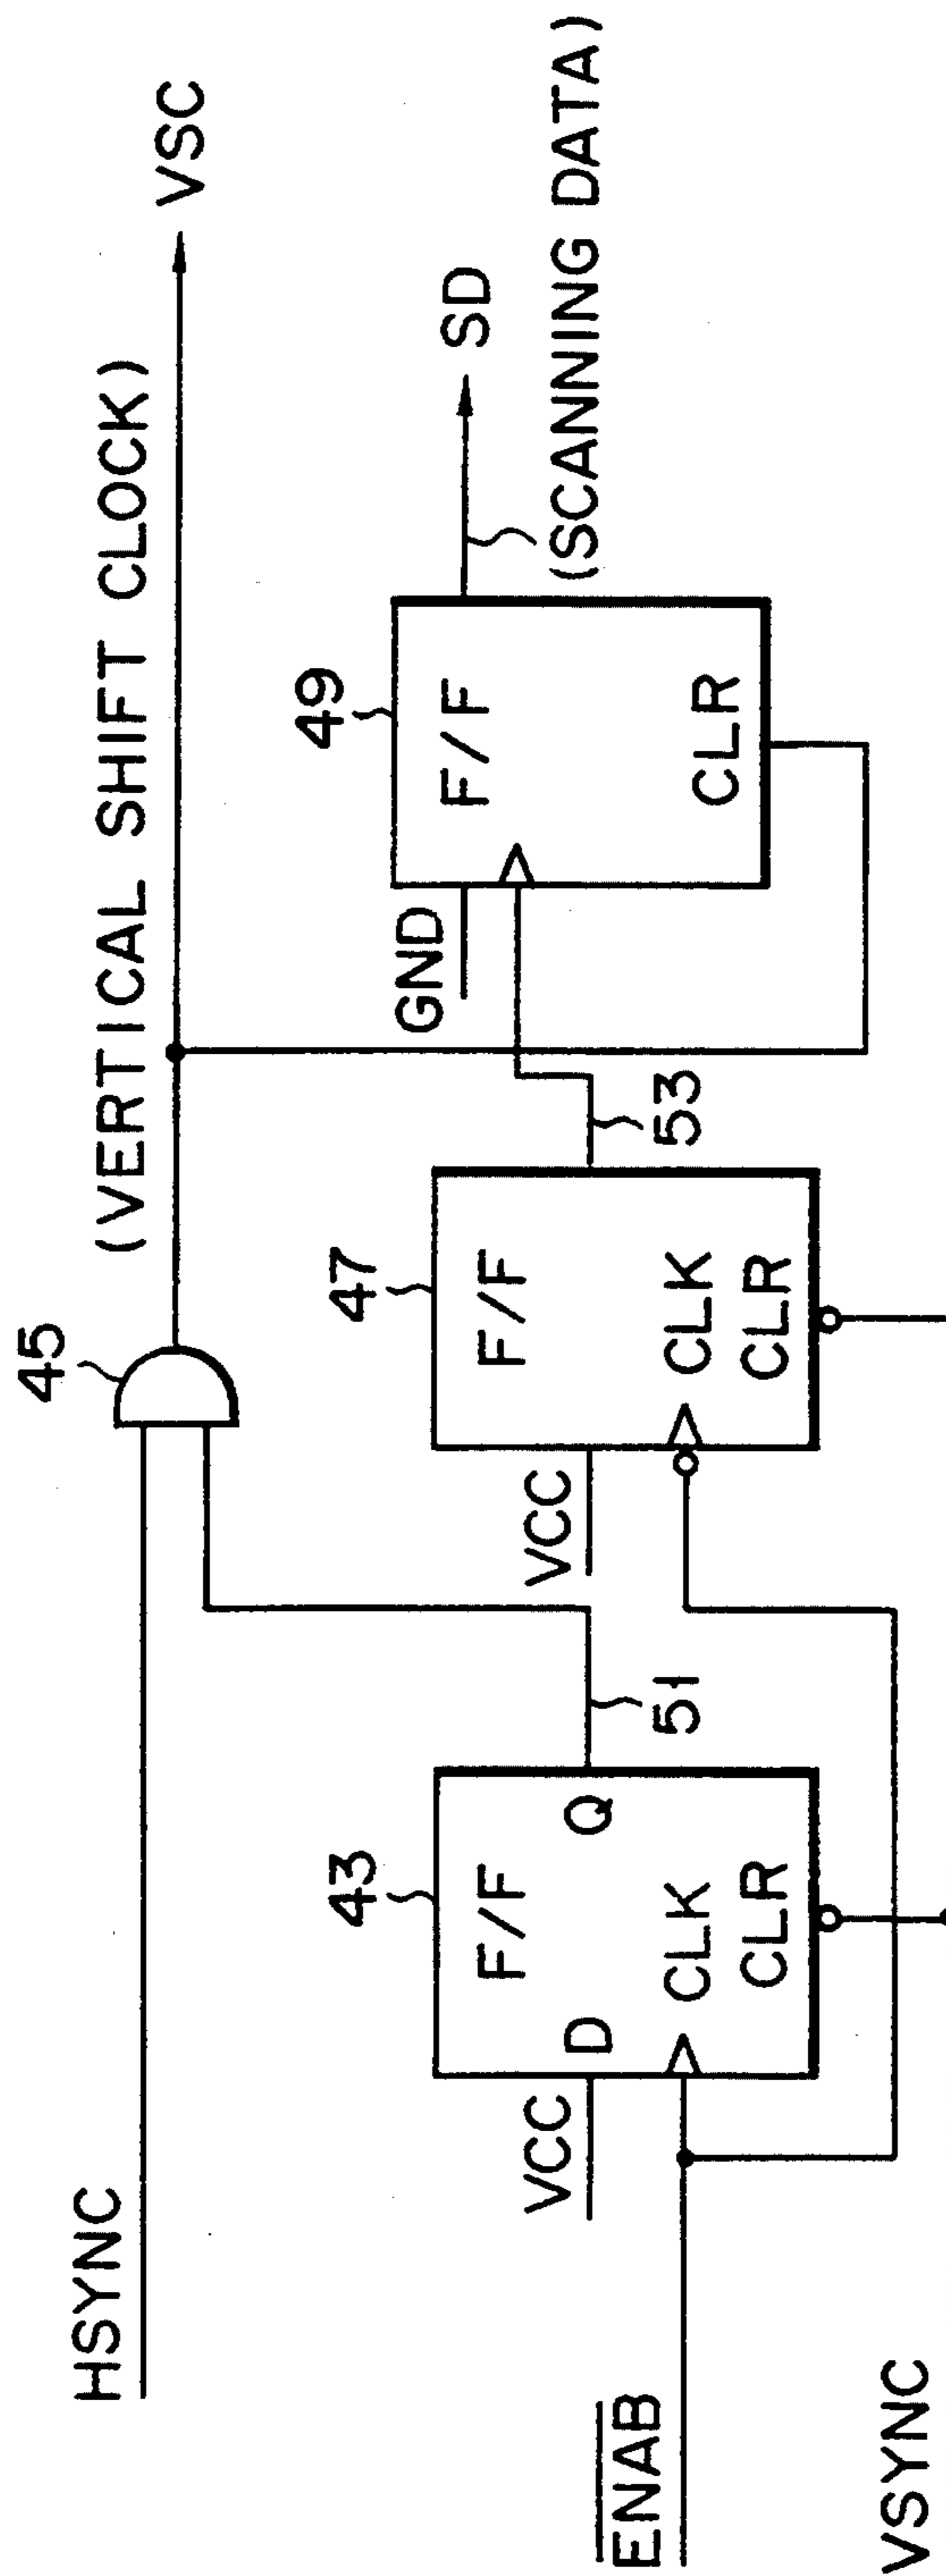 (VERTICAL SHIFT CLOCK)
VSC
HSYNC
45
49
F/F
GND
CLR
SD
(SCANNING DATA)
47
F/F
VCC
CLK
CLR
53
43
F/F
D
Q
VCC
CLK
CLR
51
ENAB
VSYNC